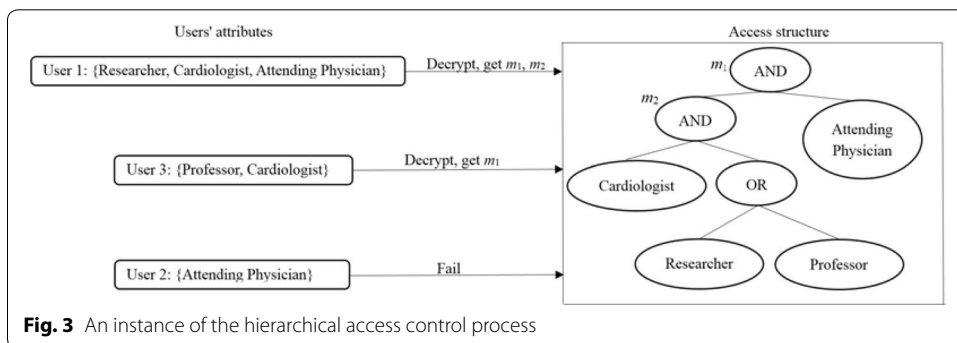 Users' attributes
Access structure
User 1: {Researcher, Cardiologist, Attending Physician}
Decrypt, get m₁, m₂
m₁
AND
m₂
AND
Attending
Physician
User 3: {Professor, Cardiologist}
Decrypt, get m₁
Cardiologist
OR
User 2: {Attending Physician}
Fail
Researcher
Professor
Fig. 3 An instance of the hierarchical access control process